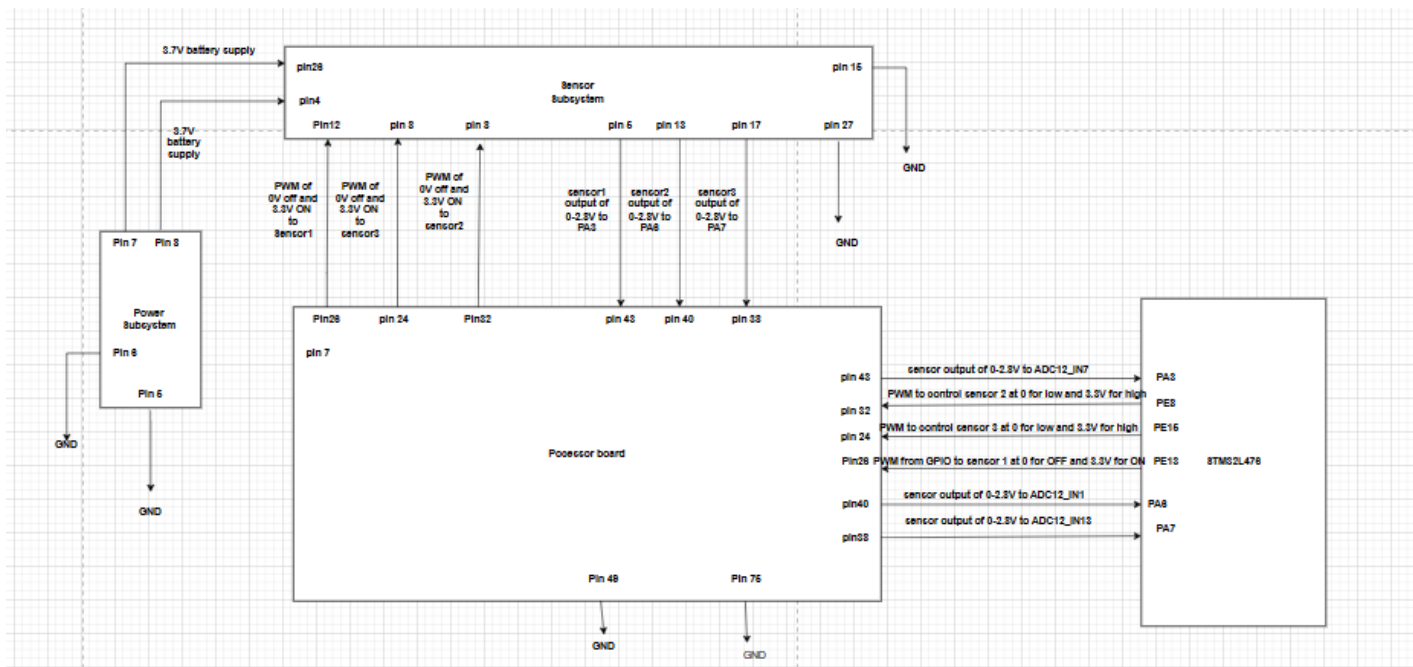 3.7V battery supply
pin26
pin 15
Sensor
Subsystem
pin4
Pin12
pin 8
pin 3
pin 5
pin 13
pin 17
pin 27
3.7V
battery
supply
GND
PWM of
0V off and
3.3V ON
to
Sensor1
PWM of
0V off and
3.3V ON
to
sensor3
PWM of
0V off and
3.3V ON
to
sensor2
sensor1
output of
0-2.8V to
PA3
sensor2
output of
0-2.8V to
PA6
sensor3
output of
0-2.8V to
PA7
GND
Pin 7
Pin 8
Power
Subsystem
Pin 6
Pin 5
GND
GND
Pin26
pin 24
Pin32
pin 43
pin 40
pin 38
pin 7
pin 43
sensor output of 0-2.8V to ADC12_IN7
PA3
pin 32
PWM to control sensor 2 at 0 for low and 3.3V for high
PE3
pin 24
PWM to control sensor 3 at 0 for low and 3.3V for high
PE15
Posessor board
Pin26
PWM from GPIO to sensor 1 at 0 for OFF and 3.3V for ON
PE13
STM32L476
pin40
sensor output of 0-2.8V to ADC12_IN1
PA6
pin38
sensor output of 0-2.8V to ADC12_IN13
PA7
Pin 49
Pin 75
GND
GND